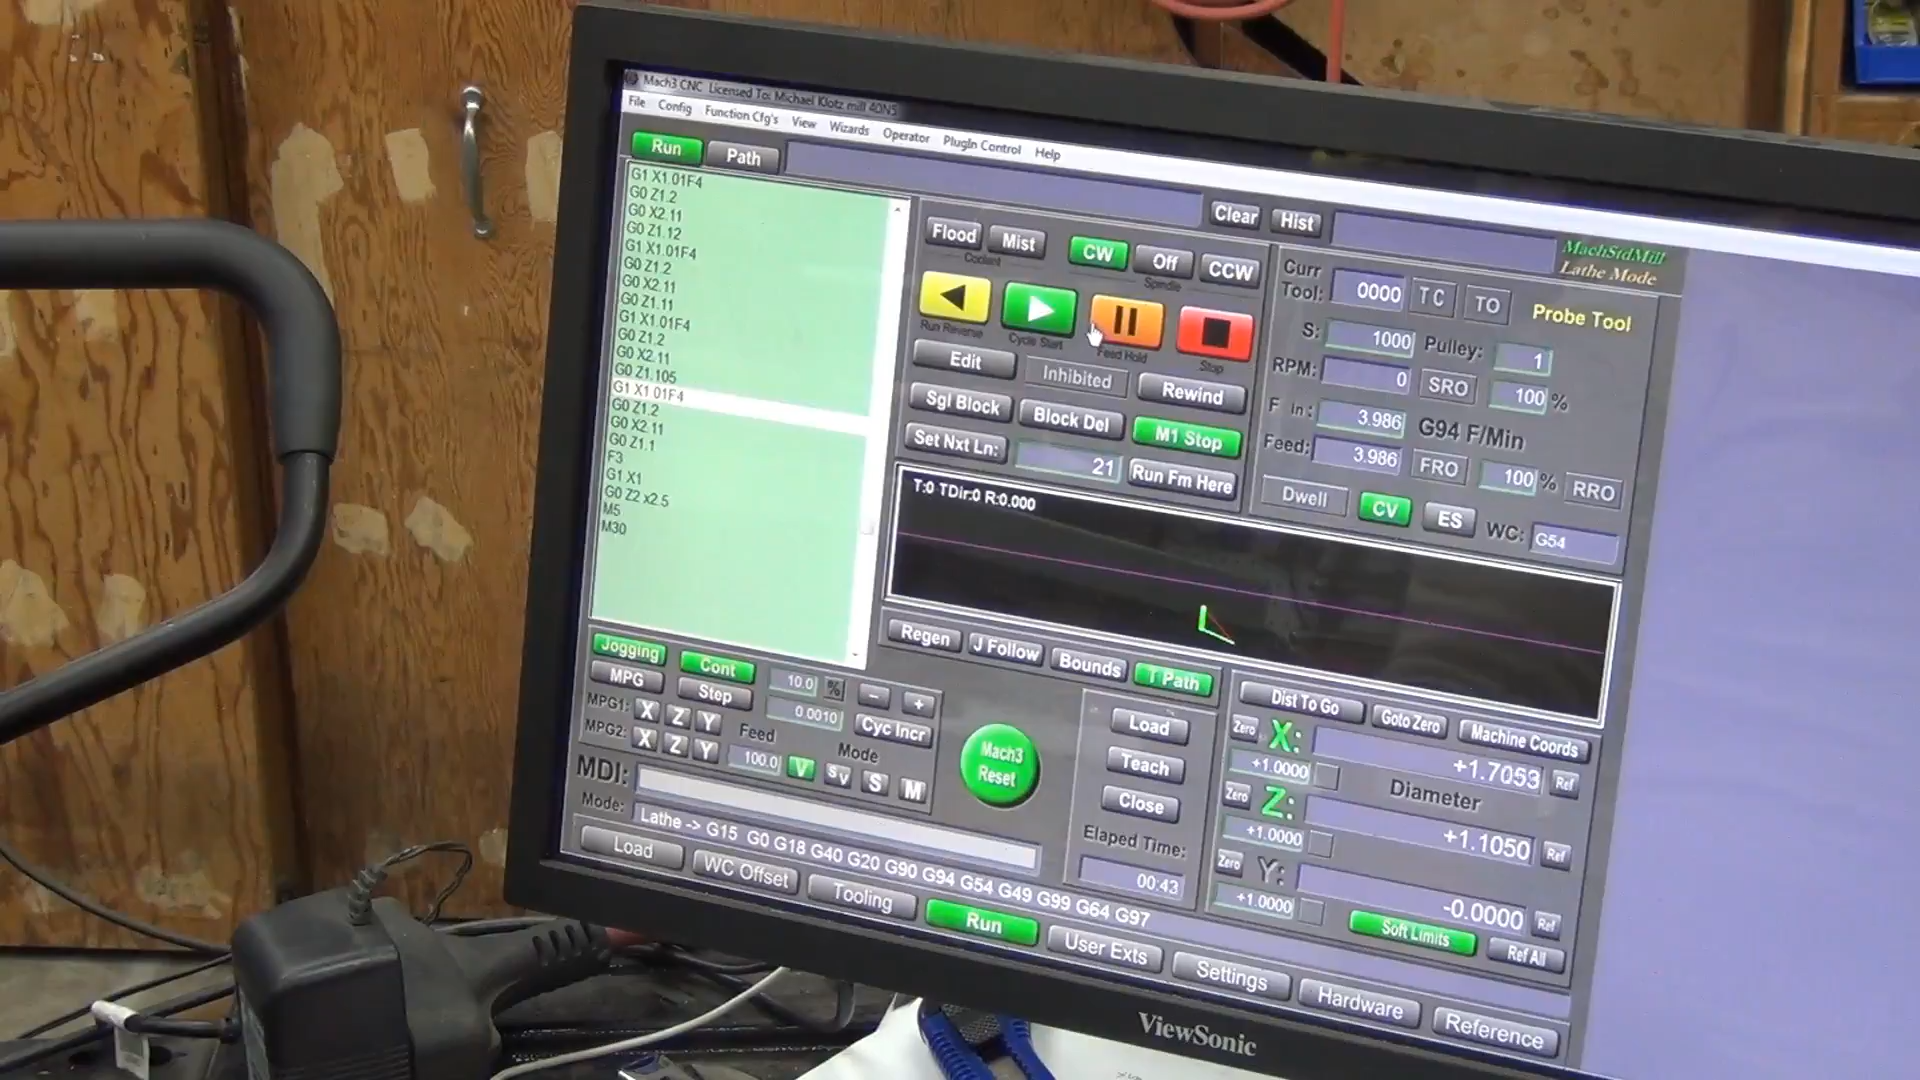 Mach3 CNC Licensed To: Michael Klotz mill 40N5
File Config Function Cfg's View Wizards Operator PlugIn Control Help
Run Path
G1 X1.01F4
G0 Z1.2
G0 X2.11
G0 Z1.12
G1 X1.01F4
G0 Z1.2
G0 X2.11
G0 Z1.11
G1 X1.01F4
G0 Z1.2
G0 X2.11
G0 Z1.105
G1 X1.01F4
G0 Z1.2
G0 X2.11
G0 Z1.1
F3
G1 X1
G0 Z2 x2.5
M5
M30
Clear Hist
MachStdMill
Lathe Mode
Flood Mist CW Off CCW
Coolant Spindle
Run Reverse Cycle Start Feed Hold Stop
Edit Inhibited Rewind
Sgl Block Block Del M1 Stop
Set Nxt Ln: 21 Run Fm Here
Curr
Tool: 0000 TC TO Probe Tool
S: 1000 Pulley: 1
RPM: 0 SRO 100 %
F in: 3.986 G94 F/Min
Feed: 3.986 FRO 100 % RRO
Dwell CV ES WC: G54
T:0 TDir:0 R:0.000
Regen J Follow Bounds T Path
Jogging Cont 10.0 % - +
MPG Step 0.0010 Cyc Incr
MPG1: X Z Y Feed Mode
MPG2: X Z Y 100.0 V SV S M
MDI:
Mode: Lathe -> G15 G0 G18 G40 G20 G90 G94 G54 G49 G99 G64 G97
Mach3
Reset
Load
Teach
Close
Elaped Time:
00:43
Dist To Go Goto Zero Machine Coords
Zero X: +1.7053 Ref
+1.0000 Diameter
Zero Z: +1.1050 Ref
+1.0000
Zero Y: -0.0000 Ref
+1.0000 Soft Limits Ref All
Load WC Offset Tooling Run User Exts Settings Hardware Reference
ViewSonic